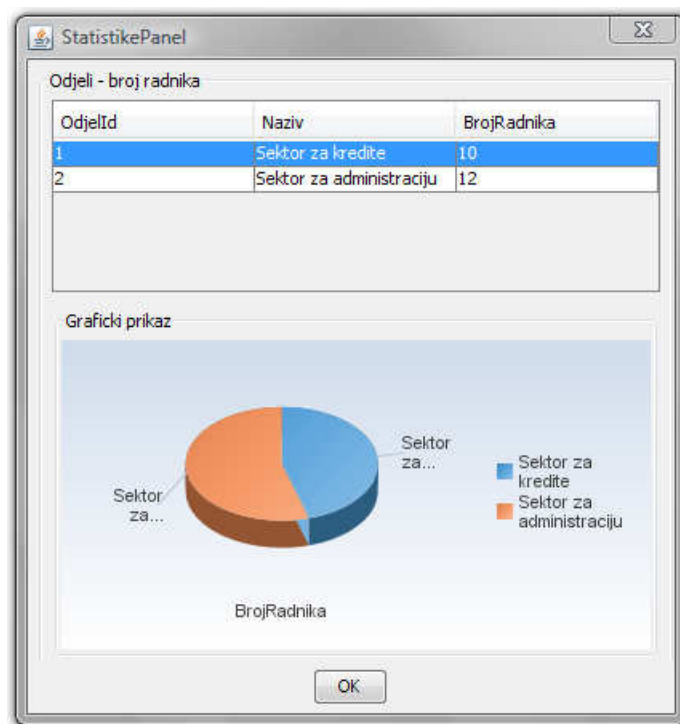 StatistikePanel
Odjeli - broj radnika
OdjelId Naziv BrojRadnika
1 Sektor za kredite 10
2 Sektor za administraciju 12
Graficki prikaz
Sektor
za...
Sektor
za...
Sektor za
kredite
Sektor za
administraciju
BrojRadnika
OK